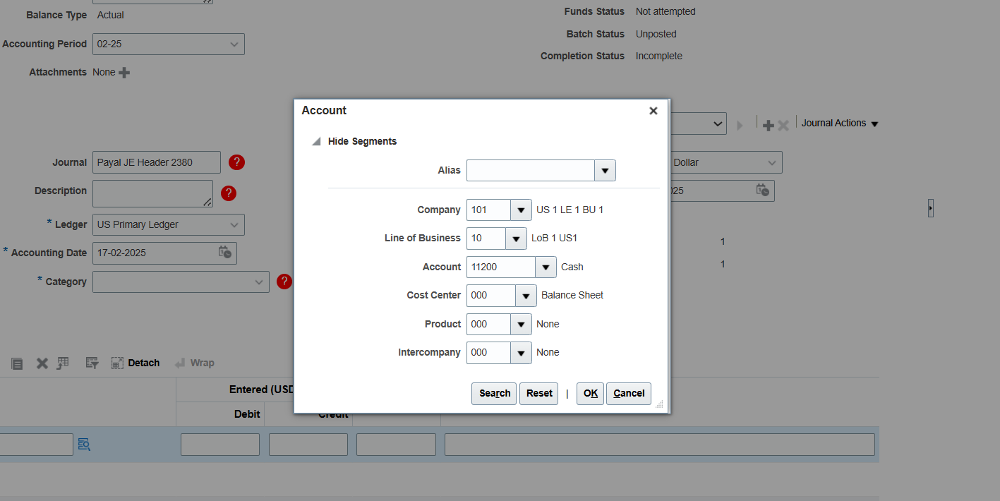 Balance Type Actual
Funds Status Not attempted
Batch Status Unposted
Accounting Period 02-25
Completion Status Incomplete
Attachments None
Account
Journal Actions
Hide Segments
Journal Payal JE Header 2380 ?
Alias
Dollar
Description ?
25
Company 101 US 1 LE 1 BU 1
* Ledger US Primary Ledger
Line of Business 10 LoB 1 US1
1
* Accounting Date 17-02-2025
Account 11200 Cash
1
* Category ?
Cost Center 000 Balance Sheet
Product 000 None
Intercompany 000 None
Detach Wrap
Entered (USD
Search Reset | OK Cancel
Debit Credit